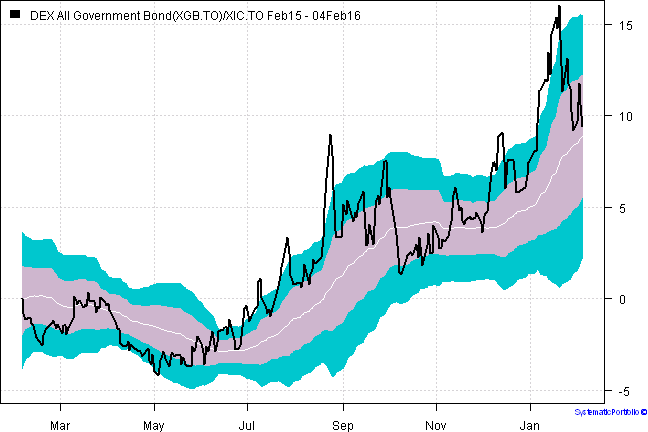 DEX All Government Bond(XGB.TO)/XIC.TO Feb15 - 04Feb16
15
10
5
0
-5
Mar May Jul Sep Nov Jan
SystematicPortfolio ©